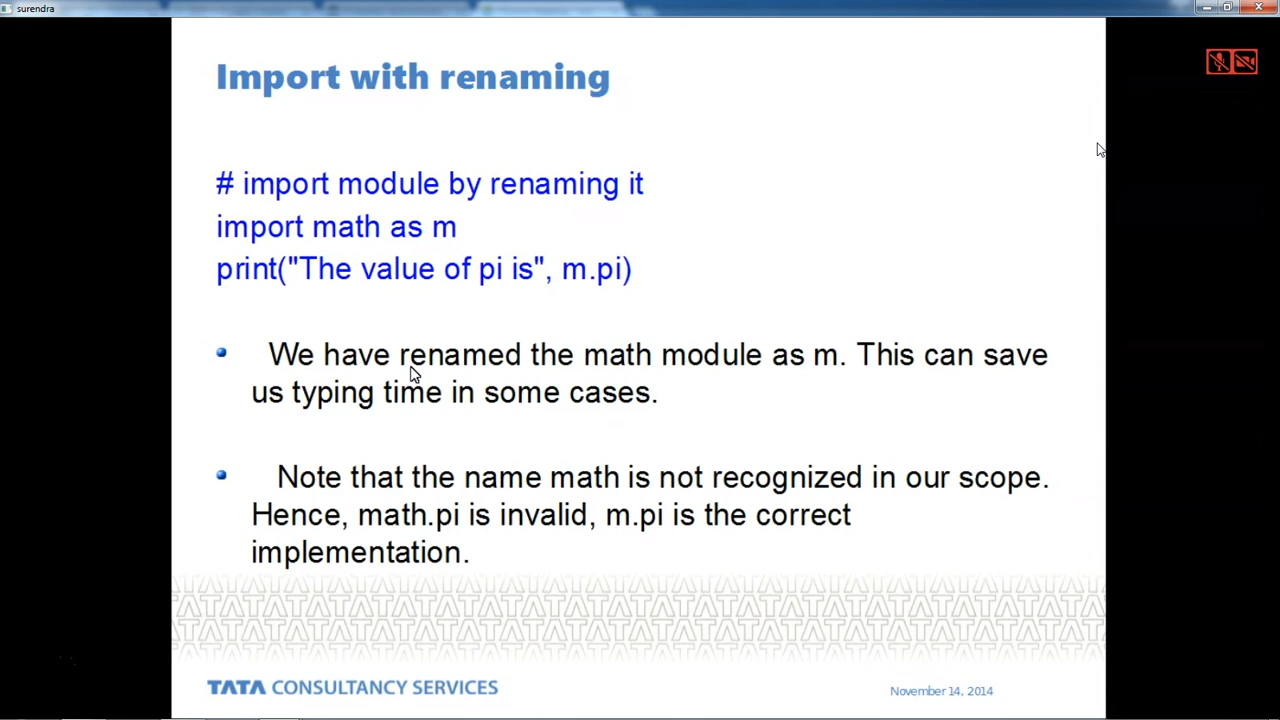 surendra
Import with renaming
# import module by renaming it
import math as m
print("The value of pi is", m.pi)
We have renamed the math module as m. This can save
us typing time in some cases.
Note that the name math is not recognized in our scope.
Hence, math.pi is invalid, m.pi is the correct
implementation.
TATA CONSULTANCY SERVICES
November 14, 2014